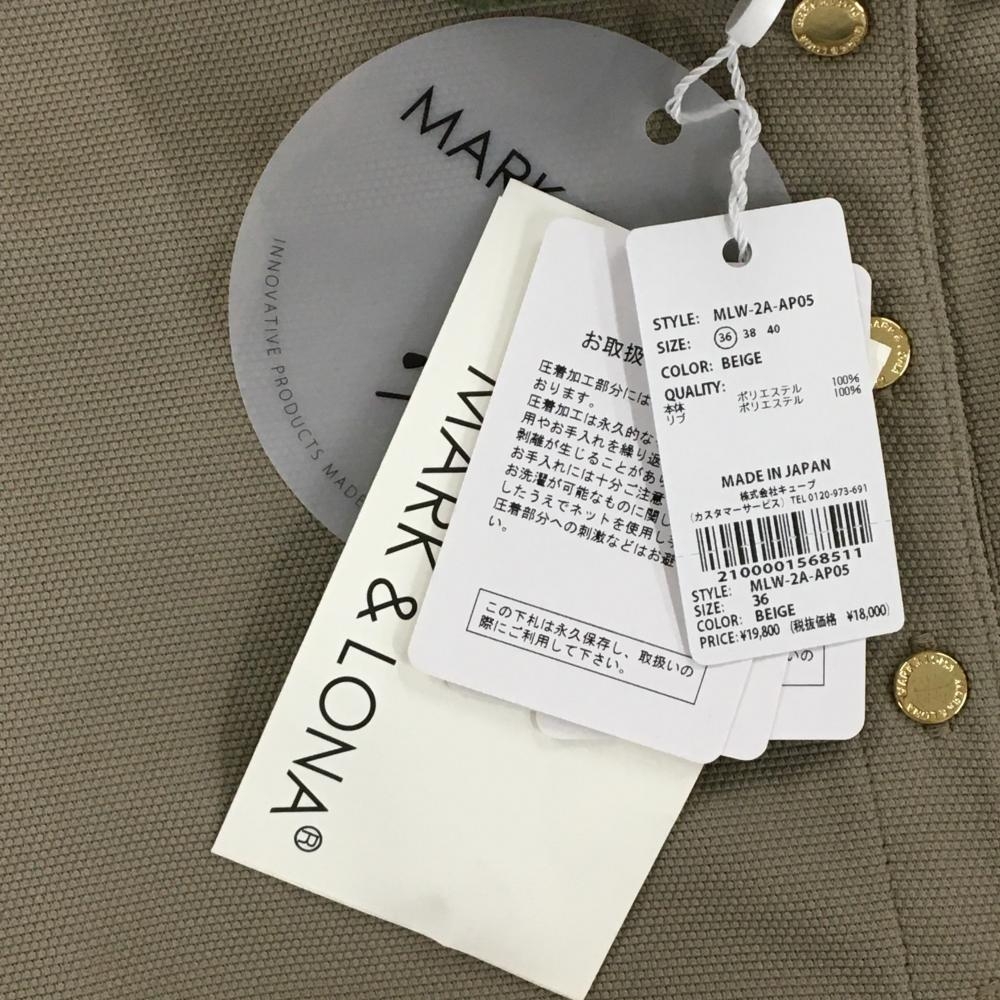 MARK
INNOVATIVE PRODUCTS MADE
MARK & LONA®
お取扱
圧着加工部分には
おります。
圧着加工は永久的な
用やお手入れを繰り返
剥離が生じることがあ
お手入れには十分ご注意
お洗濯が可能なものに関し
したうえでネットを使用し
圧着部分への刺激などはお避
い。
この下札は永久保存し、取扱いの
際にご利用して下さい。
いの
STYLE: MLW-2A-AP05
SIZE: 36 38 40
COLOR: BEIGE
QUALITY:
本体 ポリエステル 100%
リブ ポリエステル 100%
MADE IN JAPAN
株式会社キューブ
(カスタマーサービス) TEL 0120-973-691
2100001568511
STYLE: MLW-2A-AP05
SIZE: 36
COLOR: BEIGE
PRICE:¥19,800 (税抜価格 ¥18,000)
MARK & LONA